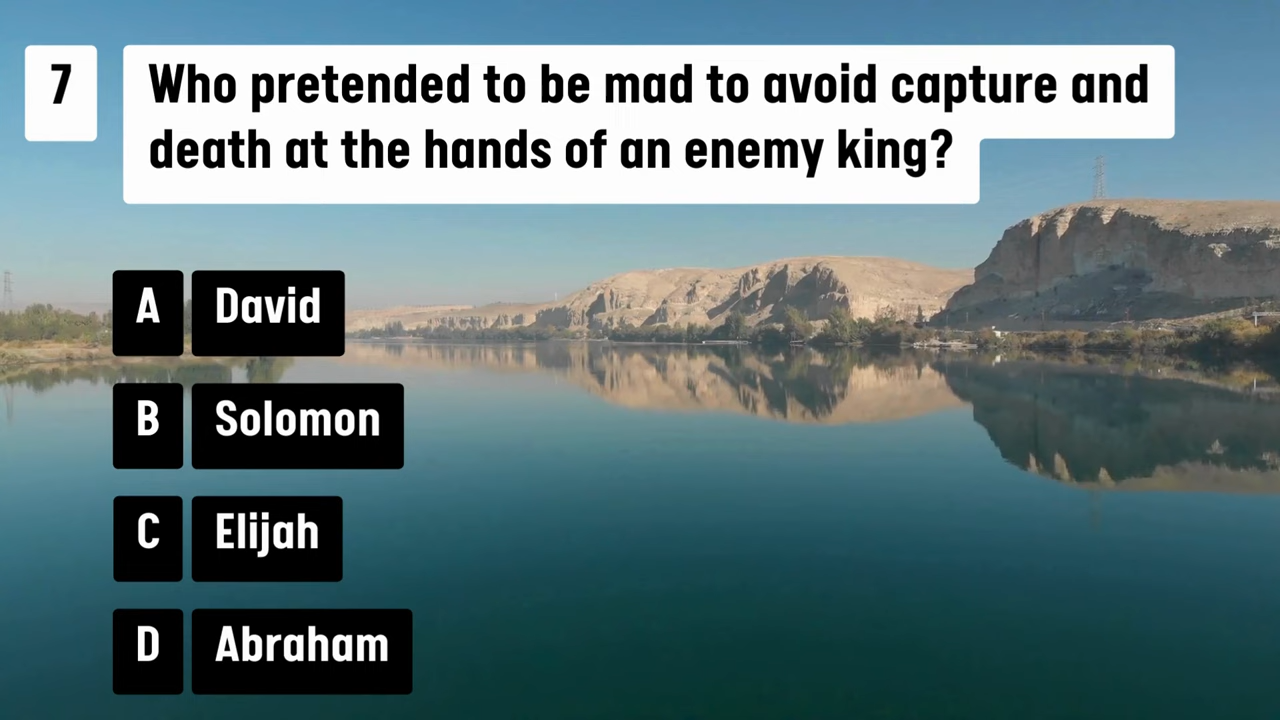 7
Who pretended to be mad to avoid capture and
death at the hands of an enemy king?
A David
B Solomon
C Elijah
D Abraham